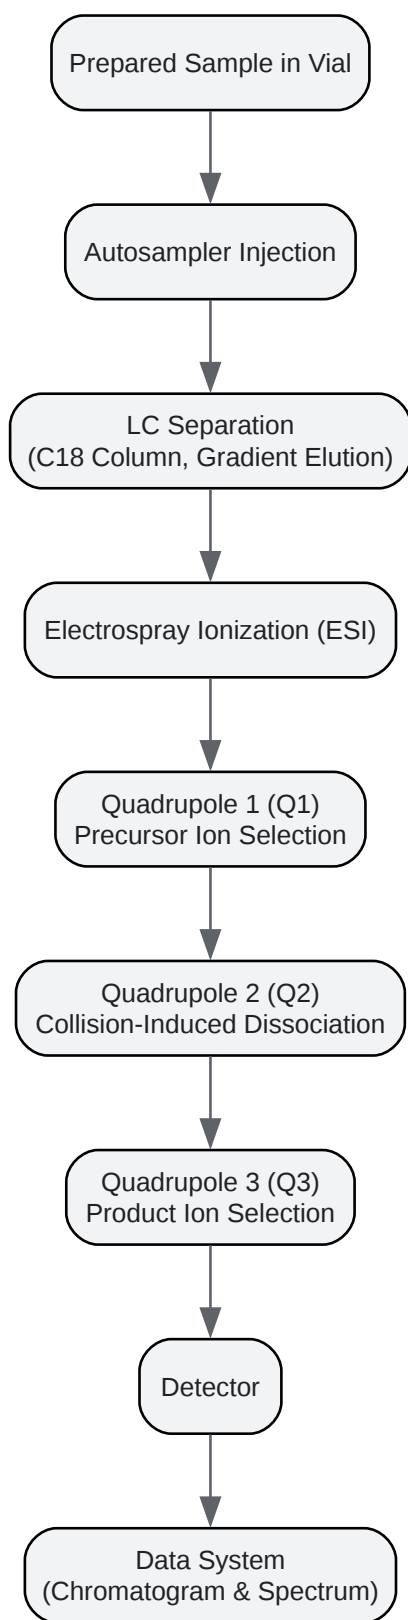 Prepared Sample in Vial
Autosampler Injection
LC Separation
(C18 Column, Gradient Elution)
Electrospray Ionization (ESI)
Quadrupole 1 (Q1)
Precursor Ion Selection
Quadrupole 2 (Q2)
Collision-Induced Dissociation
Quadrupole 3 (Q3)
Product Ion Selection
Detector
Data System
(Chromatogram & Spectrum)